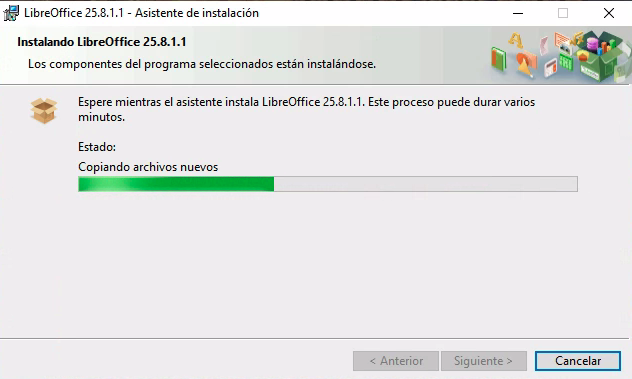 LibreOffice 25.8.1.1 - Asistente de instalación
Instalando LibreOffice 25.8.1.1
Los componentes del programa seleccionados están instalándose.
Espere mientras el asistente instala LibreOffice 25.8.1.1. Este proceso puede durar varios
minutos.
Estado:
Copiando archivos nuevos
< Anterior
Siguiente >
Cancelar